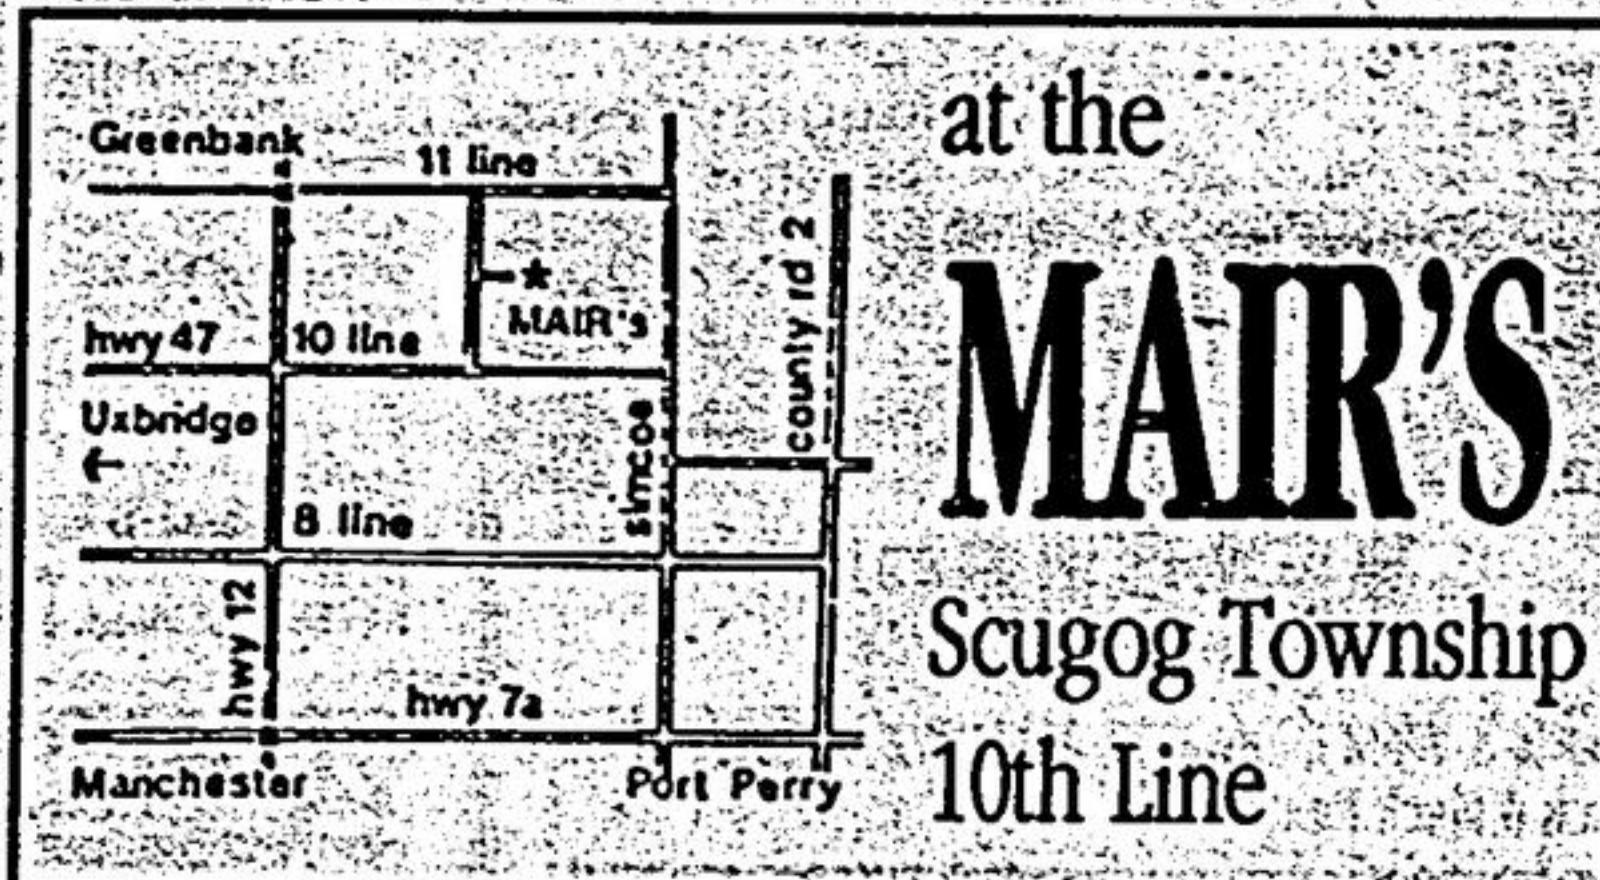 at the
MAIR'S
Scugog Township
10th Line
Greenbank
11 line
MAIR's
hwy 47
10 line
Uxbridge
county rd 2
simcoe
8 line
hwy 12
hwy 7a
Manchester
Port Perry